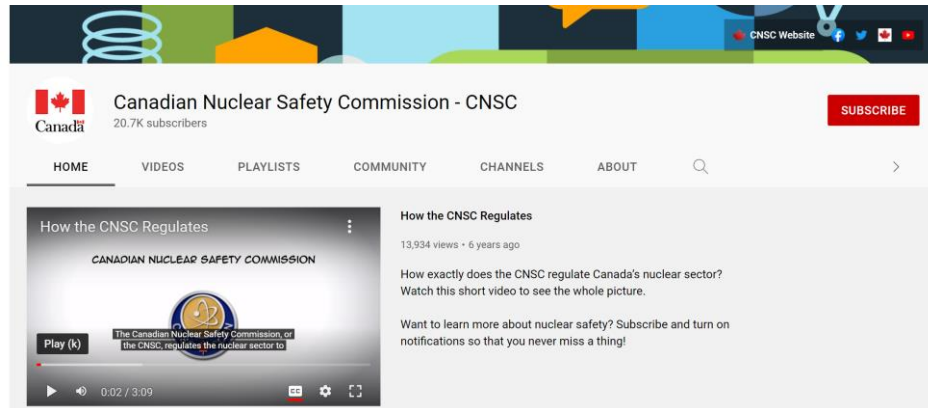 CNSC Website
Canadian Nuclear Safety Commission - CNSC
20.7K subscribers
SUBSCRIBE
Canada
HOME VIDEOS PLAYLISTS COMMUNITY CHANNELS ABOUT
How the CNSC Regulates
CANADIAN NUCLEAR SAFETY COMMISSION
The Canadian Nuclear Safety Commission, or
the CNSC, regulates the nuclear sector to
Play (k)
0:02 / 3:09
CC
How the CNSC Regulates
13,934 views • 6 years ago
How exactly does the CNSC regulate Canada's nuclear sector?
Watch this short video to see the whole picture.
Want to learn more about nuclear safety? Subscribe and turn on
notifications so that you never miss a thing!